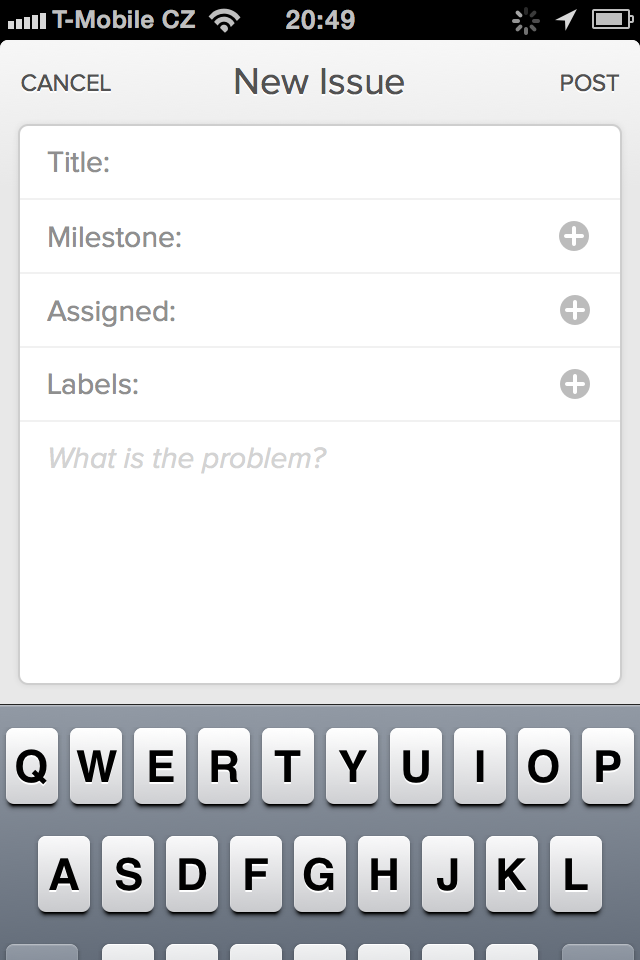 T-Mobile CZ 20:49
CANCEL New Issue POST
Title:
Milestone:
Assigned:
Labels:
What is the problem?
Q W E R T Y U I O P
A S D F G H J K L